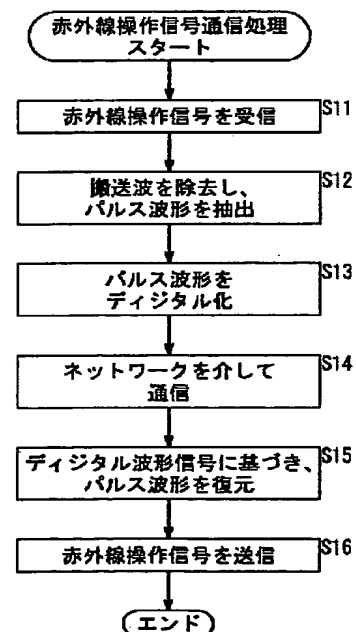 赤外線操作信号通信処理
スタート
赤外線操作信号を受信
S11
搬送波を除去し、
パルス波形を抽出
S12
パルス波形を
ディジタル化
S13
ネットワークを介して
通信
S14
ディジタル波形信号に基づき、
パルス波形を復元
S15
赤外線操作信号を送信
S16
エンド